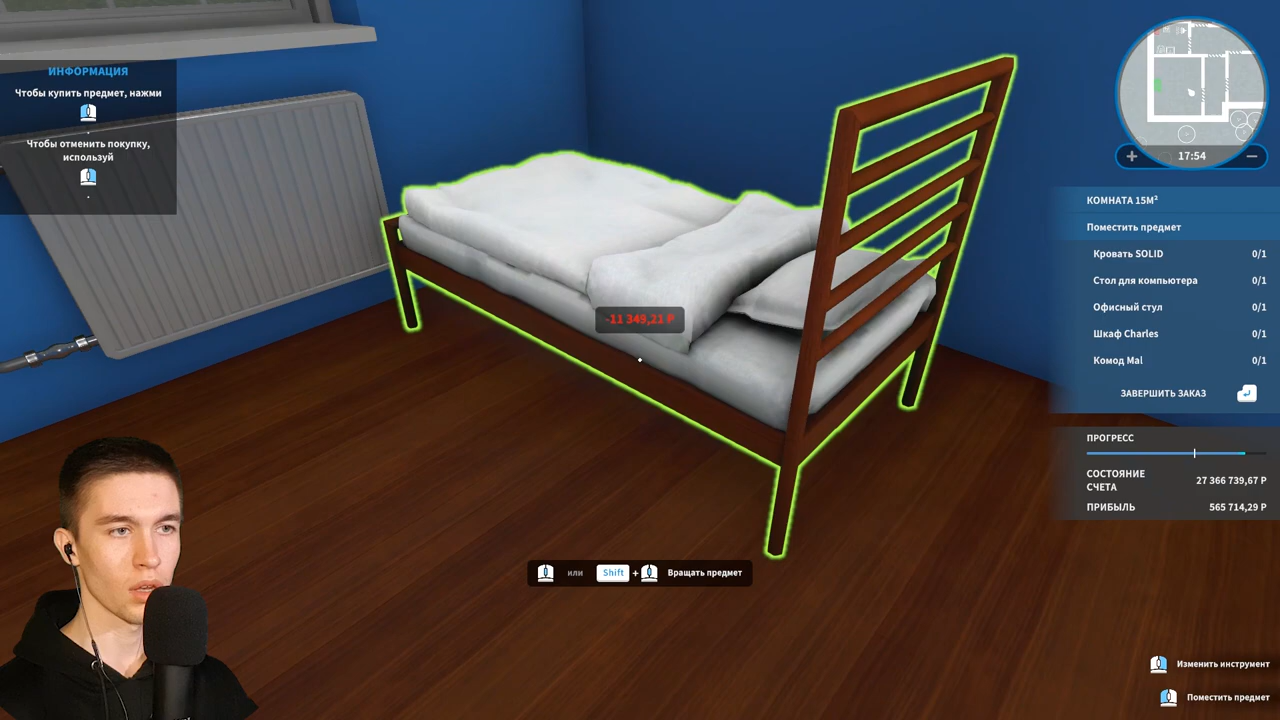 ИНФОРМАЦИЯ
Чтобы купить предмет, нажми
.
Чтобы отменить покупку,
используй
.
-11 349,21 Р
или Shift + Вращать предмет
+ 17:54 −
КОМНАТА 15М²
Поместить предмет
Кровать SOLID 0/1
Стол для компьютера 0/1
Офисный стул 0/1
Шкаф Charles 0/1
Комод Mal 0/1
ЗАВЕРШИТЬ ЗАКАЗ
ПРОГРЕСС
СОСТОЯНИЕ
СЧЕТА 27 366 739,67 Р
ПРИБЫЛЬ 565 714,29 Р
Изменить инструмент
Поместить предмет